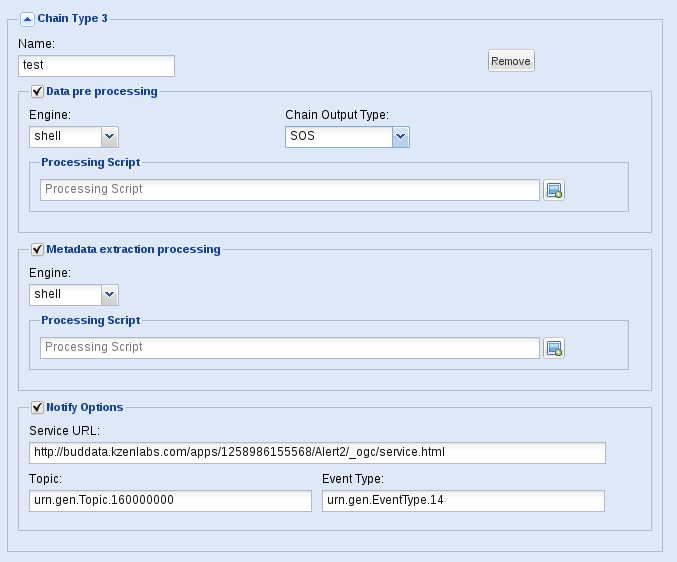 Chain Type 3
Name:
test
Remove
Data pre processing
Engine:
Chain Output Type:
shell
SOS
Processing Script
Processing Script
Metadata extraction processing
Engine:
shell
Processing Script
Processing Script
Notify Options
Service URL:
http://buddata.kzenlabs.com/apps/1258986155568/Alert2/_ogc/service.html
Topic:
Event Type:
urn.gen.Topic.160000000
urn.gen.EventType.14